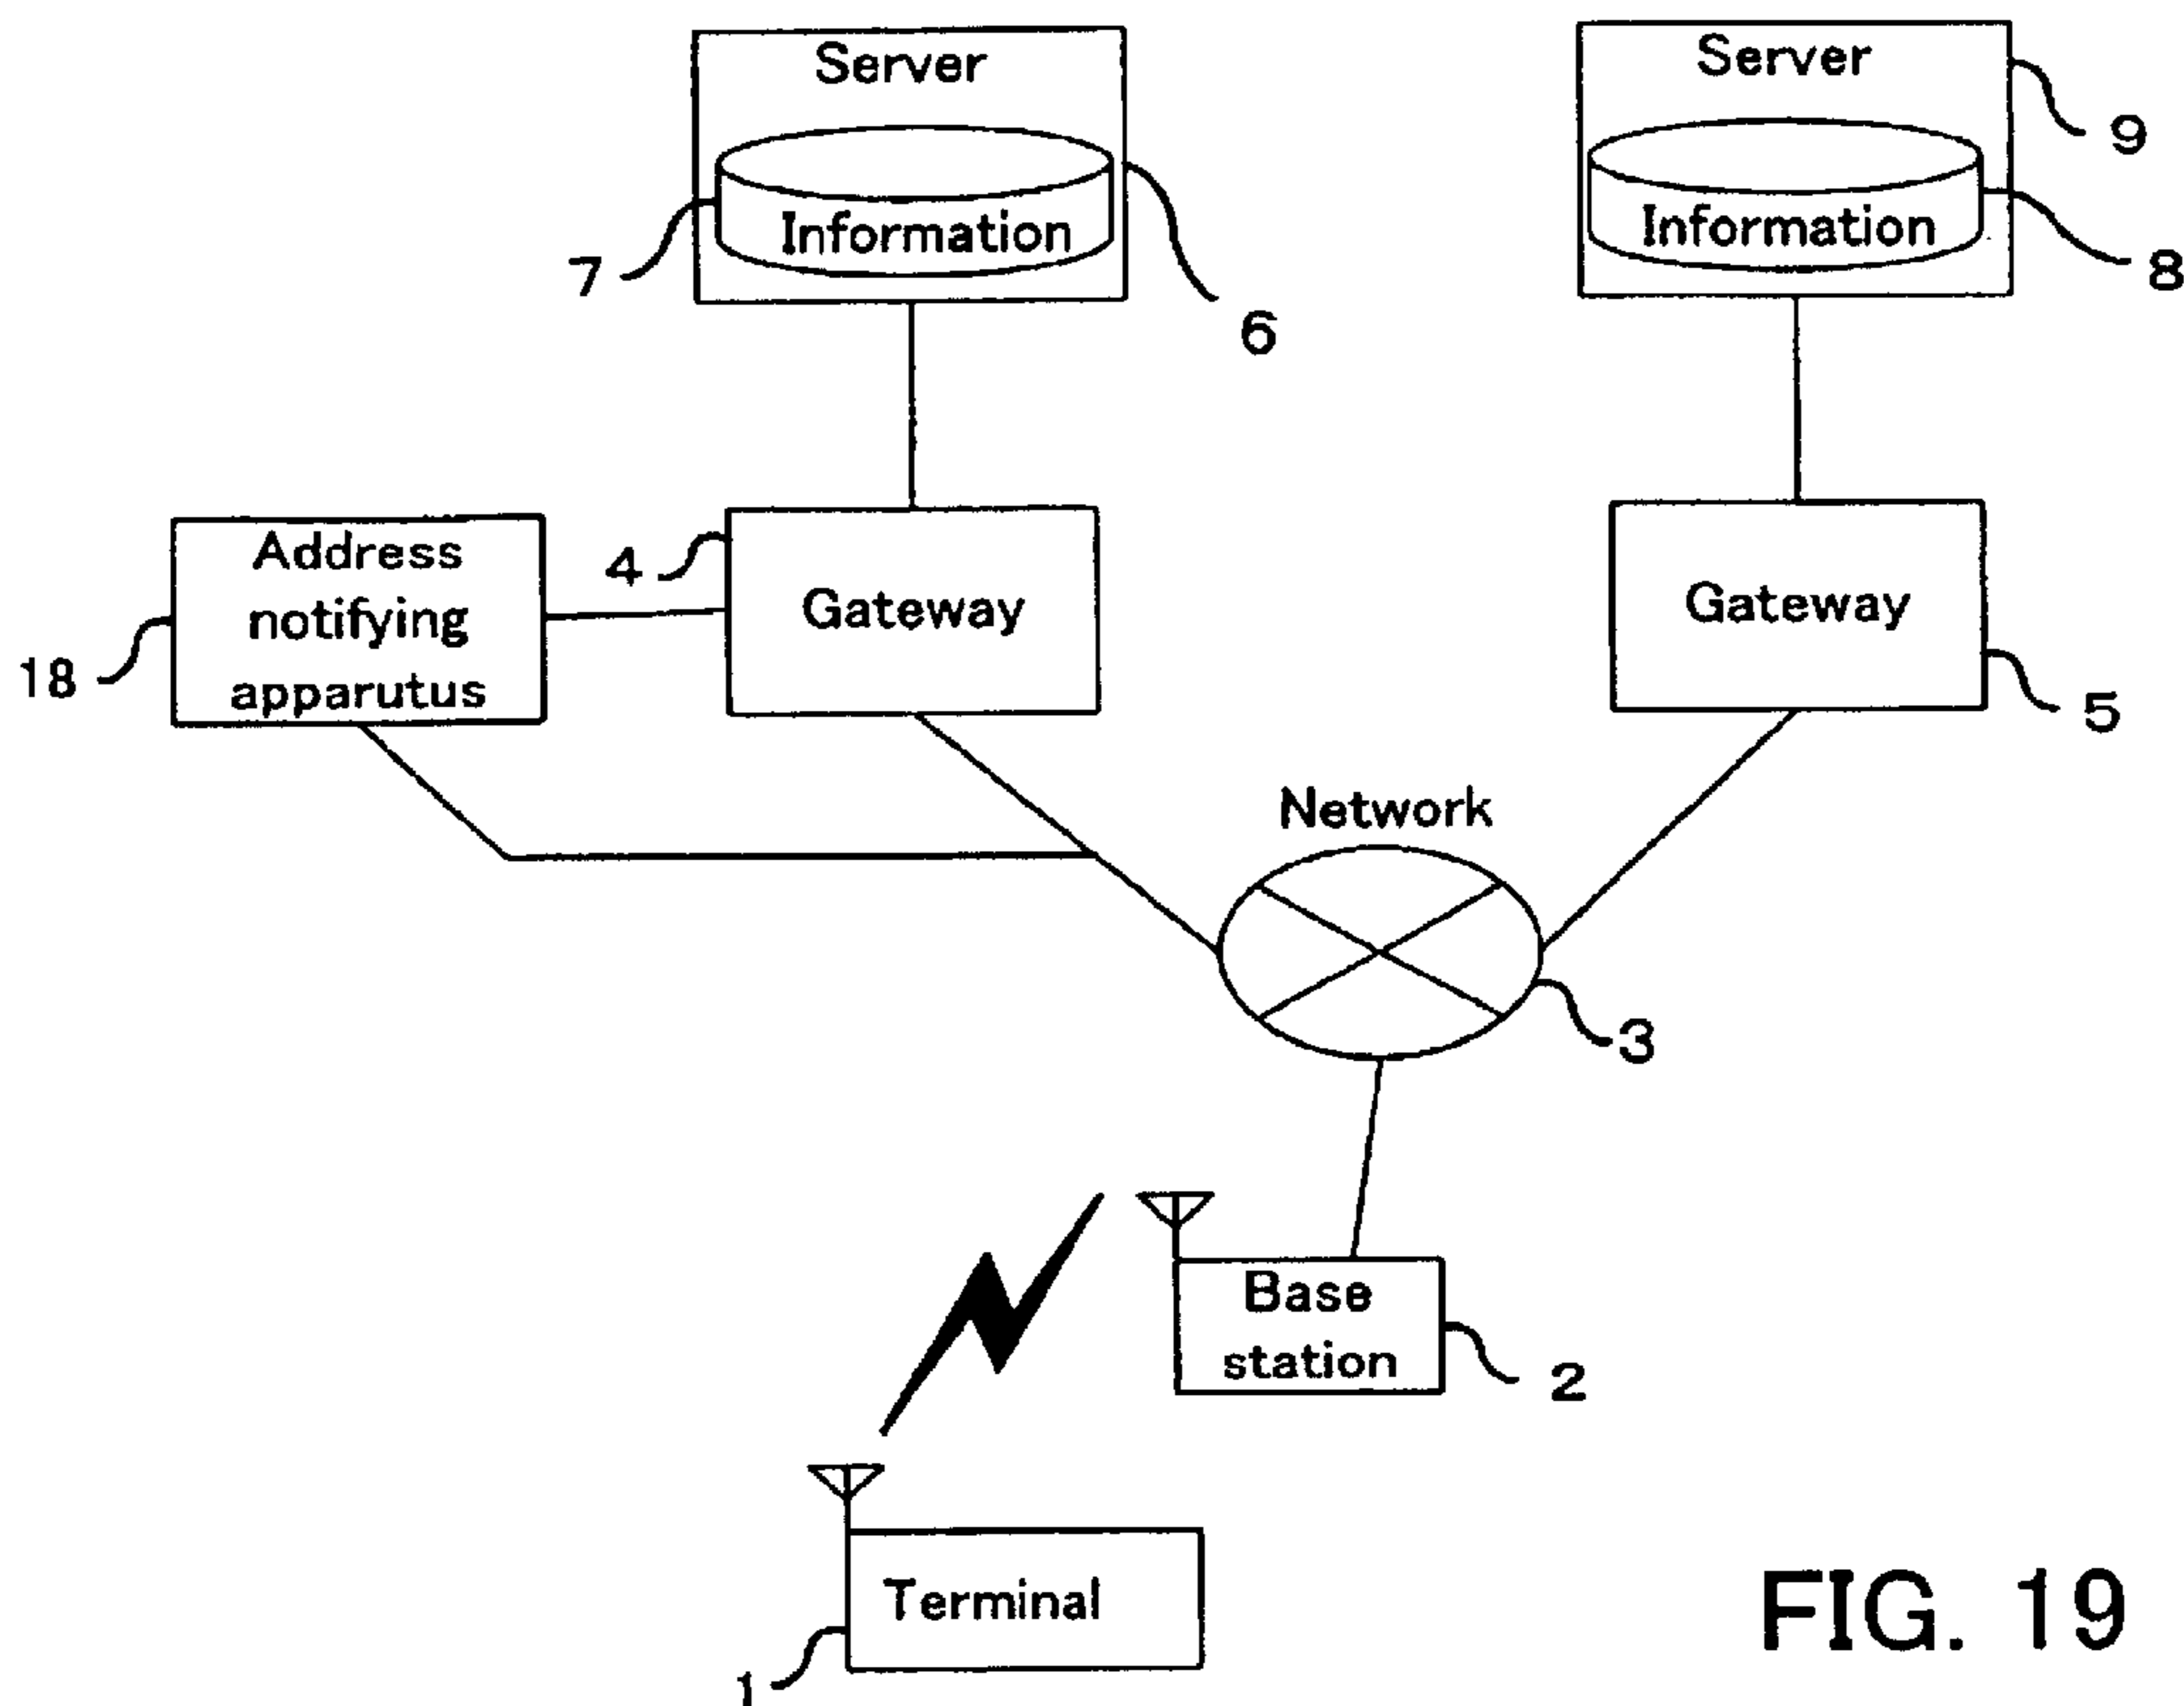 Server
Server
9
Information
Information
7
8
6
Address
notifying
apparutus
4
Gateway
Gateway
18
5
Network
3
Base
station
2
Terminal
1
FIG. 19